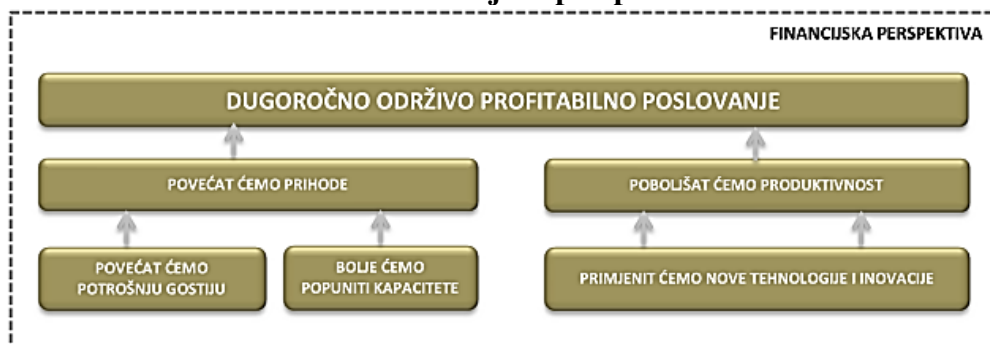 FINANCIJSKA PERSPEKTIVA
DUGOROČNO ODRŽIVO PROFITABILNO POSLOVANJE
POVEĆAT ĆEMO PRIHODE
POBOLJŠAT ĆEMO PRODUKTIVNOST
POVEĆAT ĆEMO
POTROŠNJU GOSTIJU
BOLJE ĆEMO
POPUNITI KAPACITETE
PRIMJENIT ĆEMO NOVE TEHNOLOGIJE I INOVACIJE